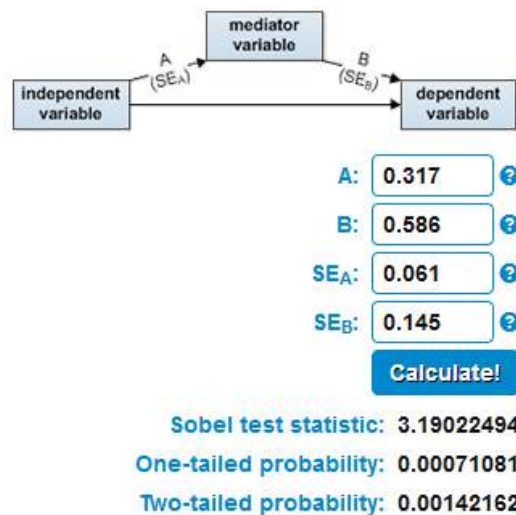 mediator
variable
A
(SEA)
B
(SEB)
independent
variable
dependent
variable
A: 0.317
B: 0.586
SEA: 0.061
SEB: 0.145
Calculate!
Sobel test statistic: 3.19022494
One-tailed probability: 0.00071081
Two-tailed probability: 0.00142162